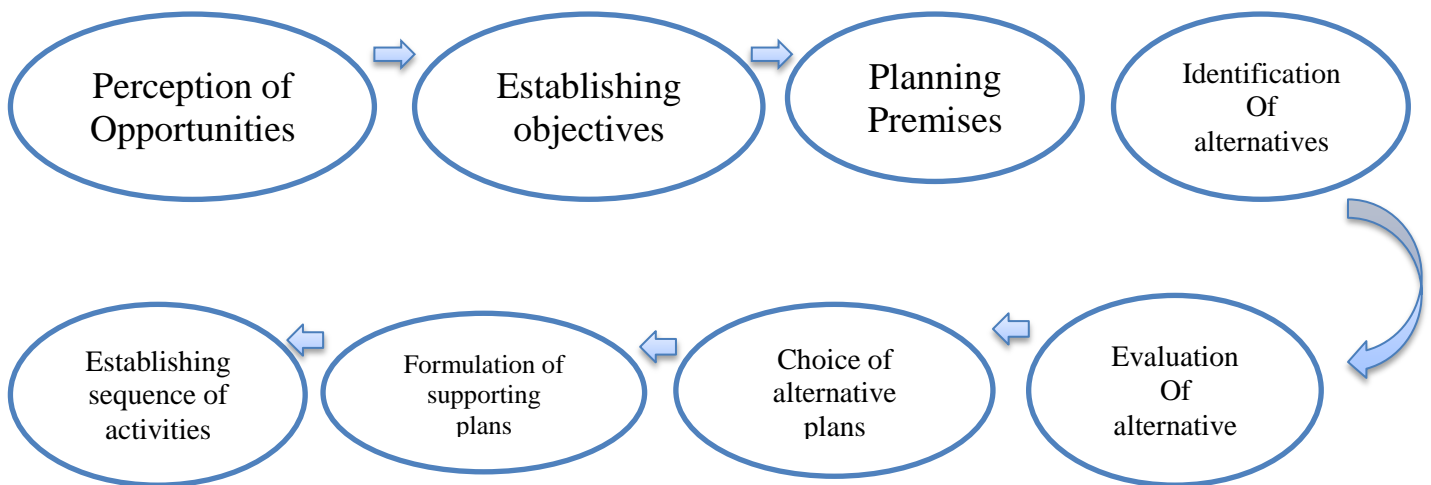 Perception of
Opportunities
Establishing
objectives
Planning
Premises
Identification
Of
alternatives
Establishing
sequence of
activities
Formulation of
supporting
plans
Choice of
alternative
plans
Evaluation
Of
alternative